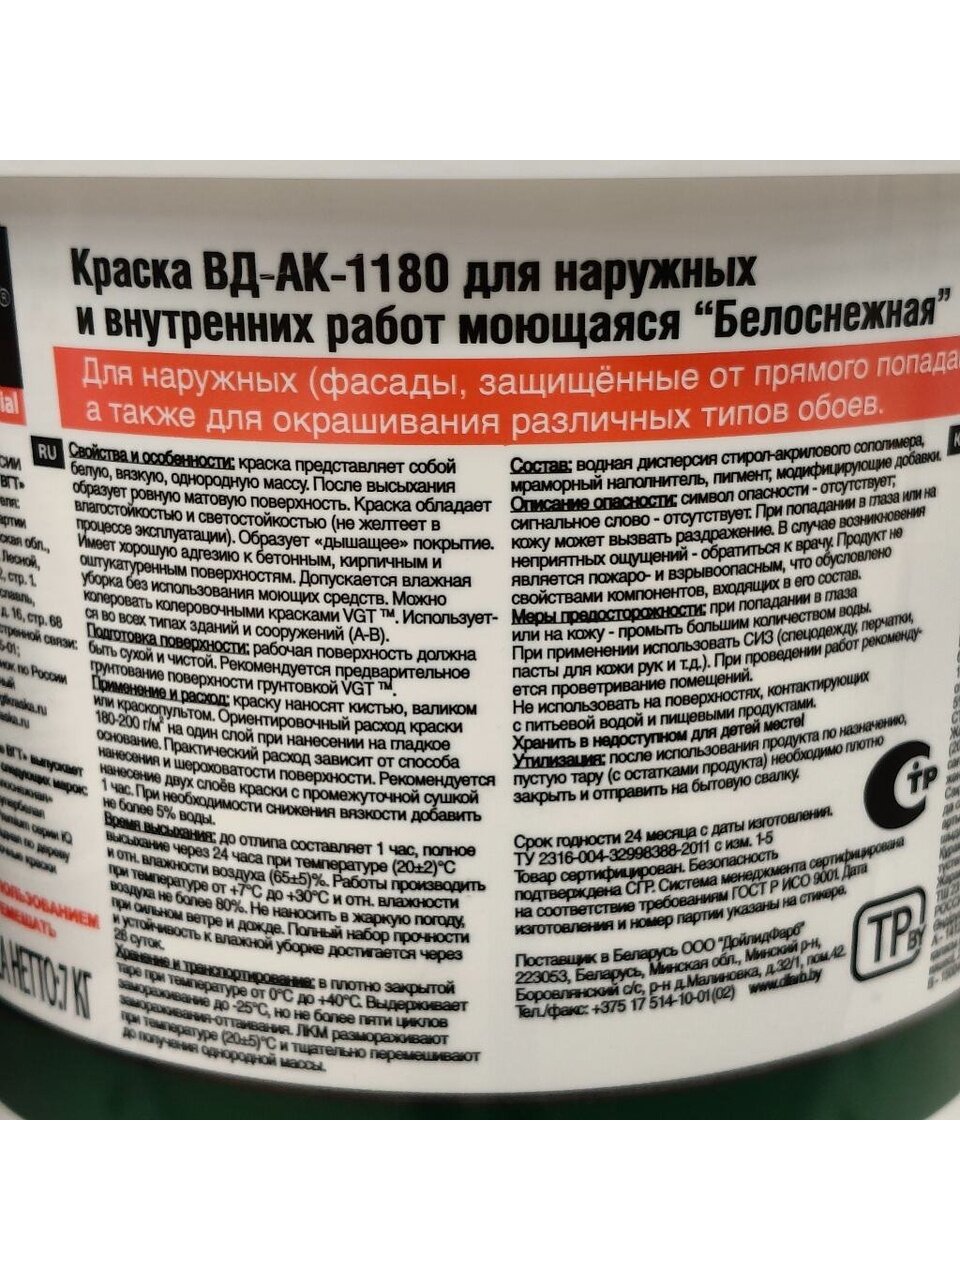 Краска ВД-АК-1180 для наружных
и внутренних работ моющаяся “Белоснежная”
Для наружных (фасады, защищённые от прямого
а также для окрашивания различных типов обоев.
RU
Свойства и особенности: краска представляет собой
белую, вязкую, однородную массу. После высыхания
образует ровную матовую поверхность. Краска обладает
влагостойкостью и светостойкостью (не желтеет в
процессе эксплуатации). Образует «дышащее» покрытие.
Имеет хорошую адгезию к бетонным, кирпичным и
оштукатуренным поверхностям. Допускается влажная
уборка без использования моющих средств. Можно
колеровать колеровочными красками VGT ™. Использует-
ся во всех типах зданий и сооружений (А-В).
Подготовка поверхности: рабочая поверхность должна
быть сухой и чистой. Рекомендуется предварительное
грунтование поверхности грунтовкой VGT ™.
Применение и расход: краску наносят кистью, валиком
или краскопультом. Ориентировочный расход краски
180-200 г/м² на один слой при нанесении на гладкое
основание. Практический расход зависит от способа
нанесения и шероховатости поверхности. Рекомендуется
нанесение двух слоёв краски с промежуточной сушкой
1 час. При необходимости снижения вязкости добавить
не более 5% воды.
Время высыхания: до отлипа составляет 1 час, полное
высыхание через 24 часа при температуре (20±2)°С
и отн. влажности воздуха (65±5)%. Работы производить
при температуре от +7°С до +30°С и отн. влажности
воздуха не более 80%. Не наносить в жаркую погоду,
при сильном ветре и дожде. Полный набор прочности
и устойчивость к влажной уборке достигается через
28 суток.
Хранение и транспортирование: в плотно закрытой
таре при температуре от 0°С до +40°С. Выдерживает
замораживание до -25°С, но не более пяти циклов
замораживания-оттаивания. ЛКМ размораживают
при температуре (20±5)°С и тщательно перемешивают
до получения однородной массы.
Состав: водная дисперсия стирол-акрилового сополимера,
мраморный наполнитель, пигмент, модифицирующие добавки.
Описание опасности: символ опасности - отсутствует;
сигнальное слово - отсутствует. При попадании в глаза или на
кожу может вызвать раздражение. В случае возникновения
неприятных ощущений - обратиться к врачу. Продукт не
является пожаро- и взрывоопасным, что обусловлено
свойствами компонентов, входящих в его состав.
Меры предосторожности: при попадании в глаза
или на кожу - промыть большим количеством воды.
При применении использовать СИЗ (спецодежду, перчатки,
пасты для кожи рук и т.д.). При проведении работ рекоменду-
ется проветривание помещений.
Не использовать на поверхностях, контактирующих
с питьевой водой и пищевыми продуктами.
Хранить в недоступном для детей месте!
Утилизация: после использования продукта по назначению,
пустую тару (с остатками продукта) необходимо плотно
закрыть и отправить на бытовую свалку.
Срок годности 24 месяца с даты изготовления.
ТУ 2316-004-32998388-2011 с изм. 1-5
Товар сертифицирован. Безопасность
подтверждена СГР. Система менеджмента сертифицирована
на соответствие требованиям ГОСТ Р ИСО 9001. Дата
изготовления и номер партии указаны на стикере.
Поставщик в Беларусь ООО "ДойлидФарб"
223053, Беларусь, Минская обл., Минский р-н,
Боровлянский с/с, р-н д.Малиновка, д.32/1, пом.42.
Тел./факс: +375 17 514-10-01(02) www.dfarb.by
ТР
BY
НЕТТО:7 КГ